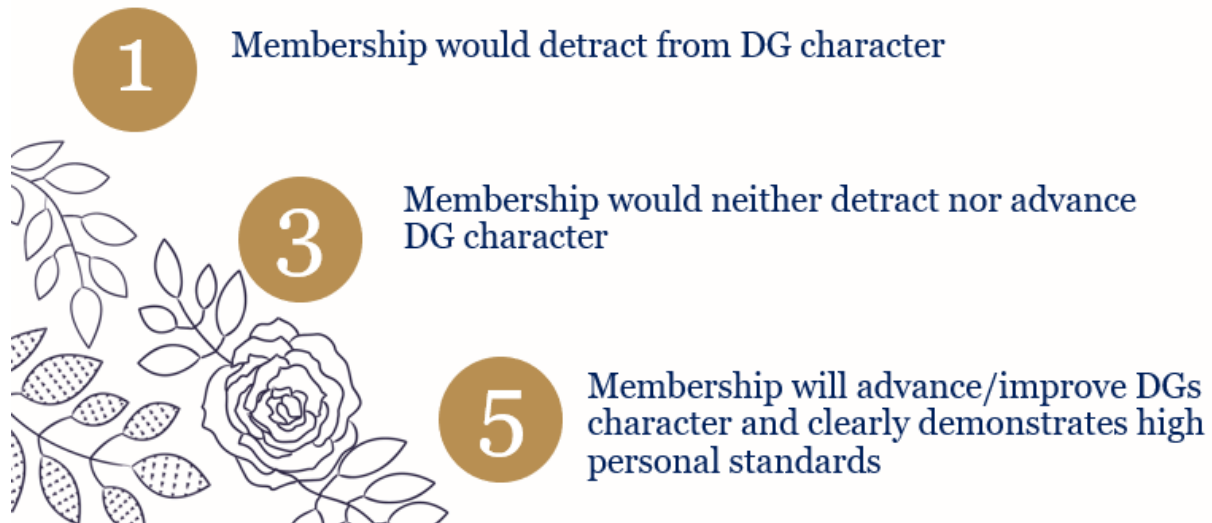 1
Membership would detract from DG character
3
Membership would neither detract nor advance
DG character
5
Membership will advance/improve DGs
character and clearly demonstrates high
personal standards